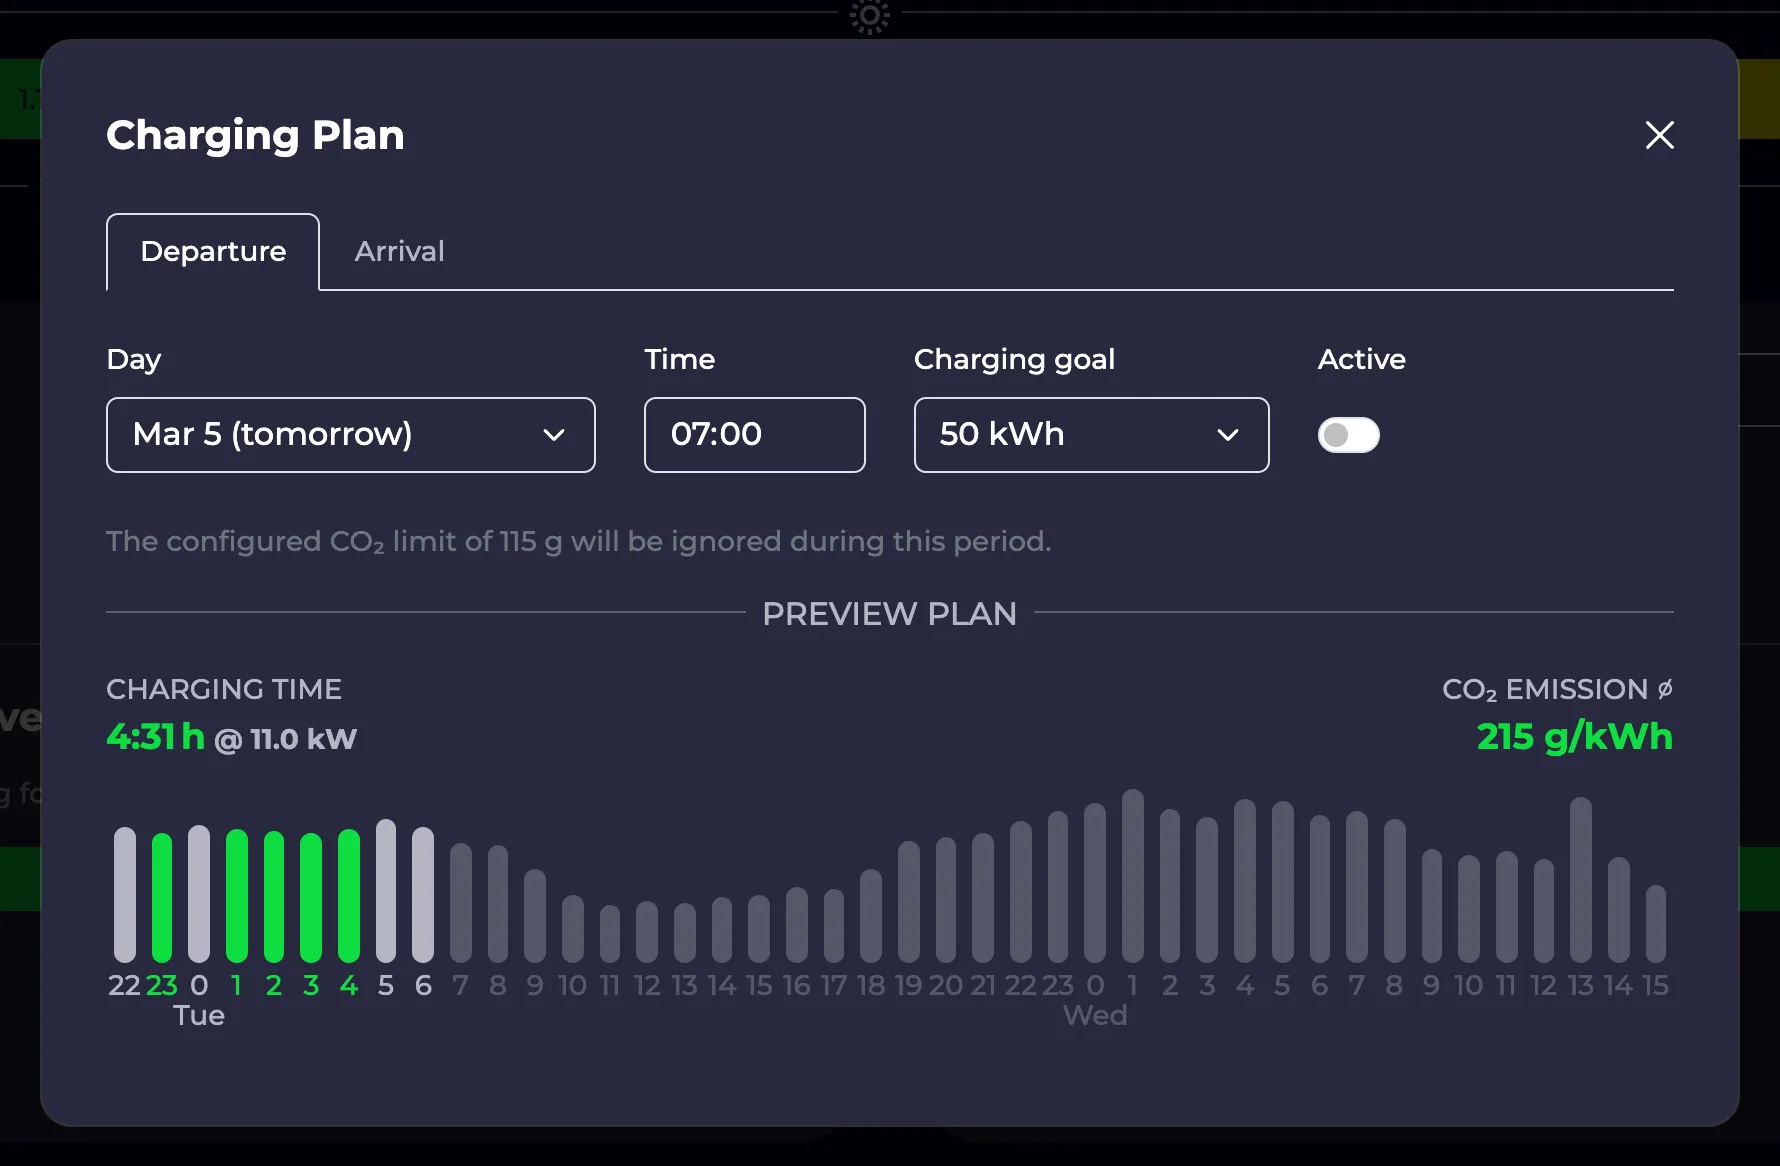 1.
Charging Plan
Departure Arrival
Day Time Charging goal Active
Mar 5 (tomorrow) 07:00 50 kWh
The configured CO₂ limit of 115 g will be ignored during this period.
PREVIEW PLAN
CHARGING TIME CO₂ EMISSION ⌀
4:31 h @ 11.0 kW 215 g/kWh
22 23 0 1 2 3 4 5 6 7 8 9 10 11 12 13 14 15 16 17 18 19 20 21 22 23 0 1 2 3 4 5 6 7 8 9 10 11 12 13 14 15
Tue Wed